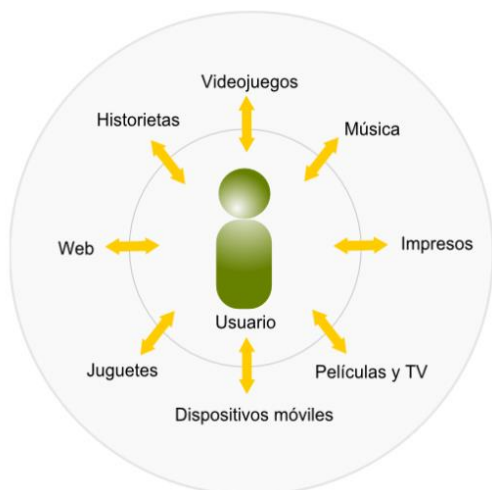 Videojuegos
Historietas
Música
Web
Impresos
Usuario
Juguetes
Películas y TV
Dispositivos móviles